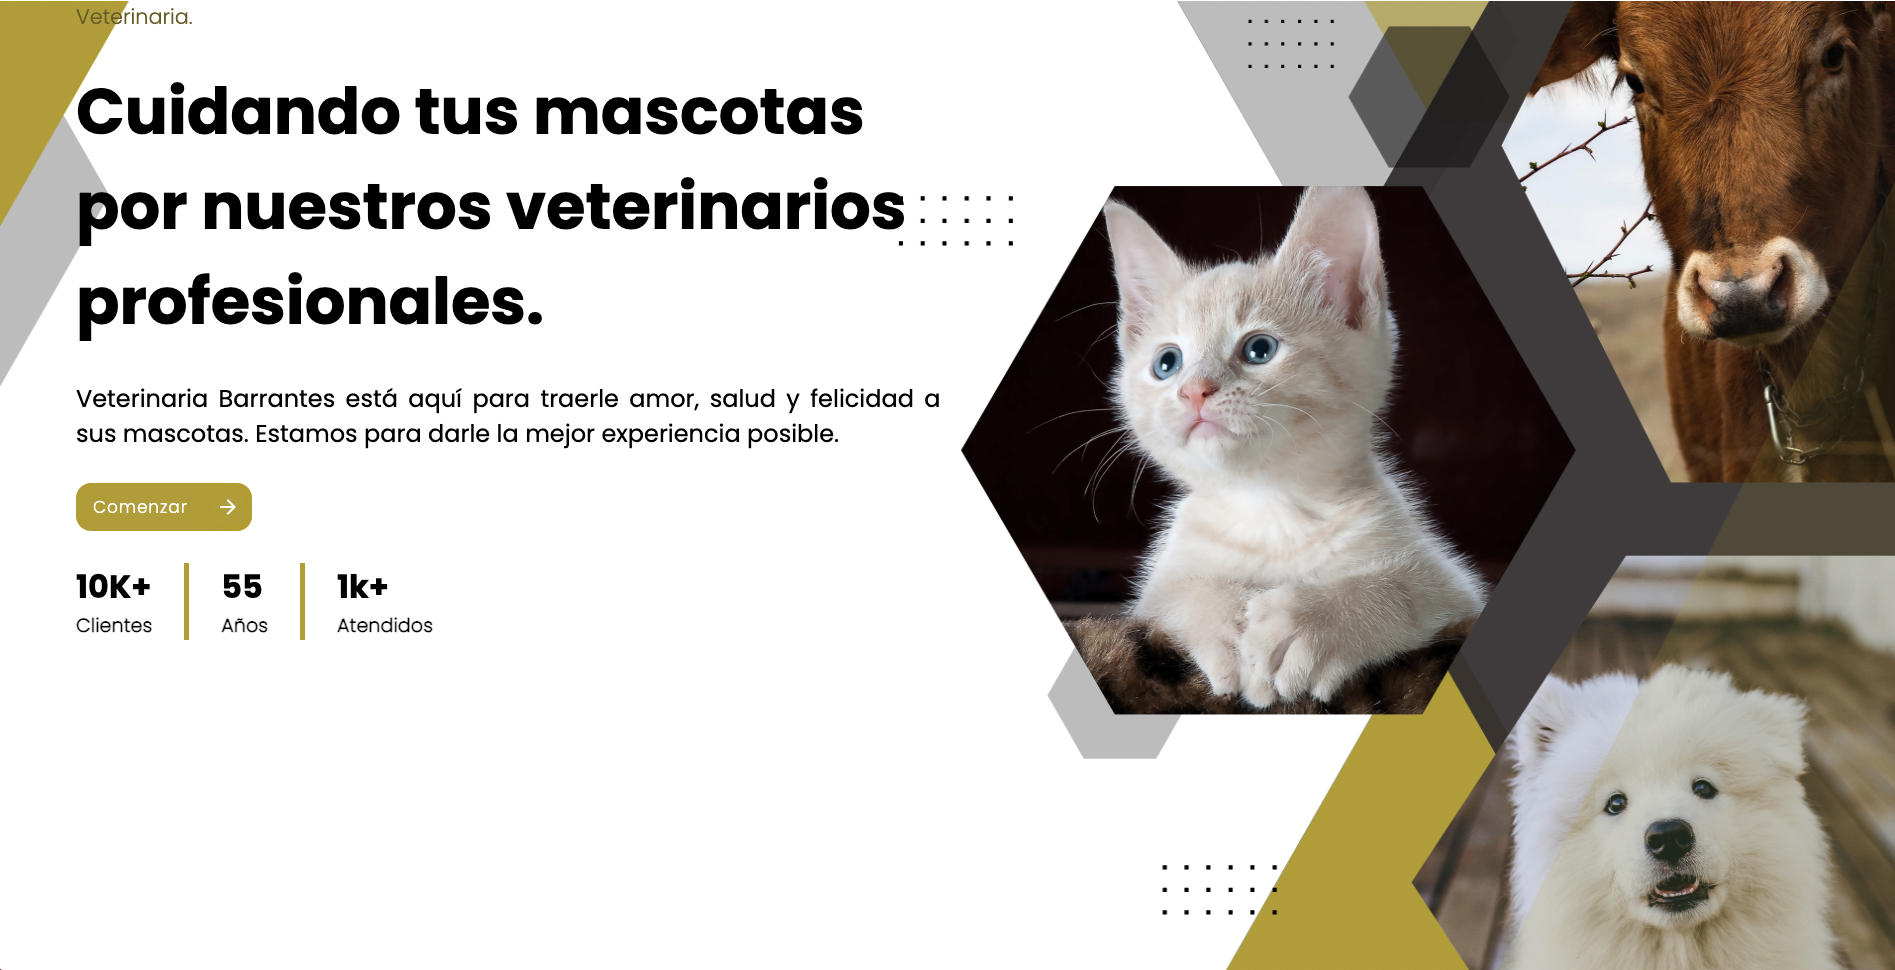 Veterinaria.
Cuidando tus mascotas
por nuestros veterinarios
profesionales.
Veterinaria Barrantes está aquí para traerle amor, salud y felicidad a
sus mascotas. Estamos para darle la mejor experiencia posible.
Comenzar
10K+ 55 1k+
Clientes Años Atendidos